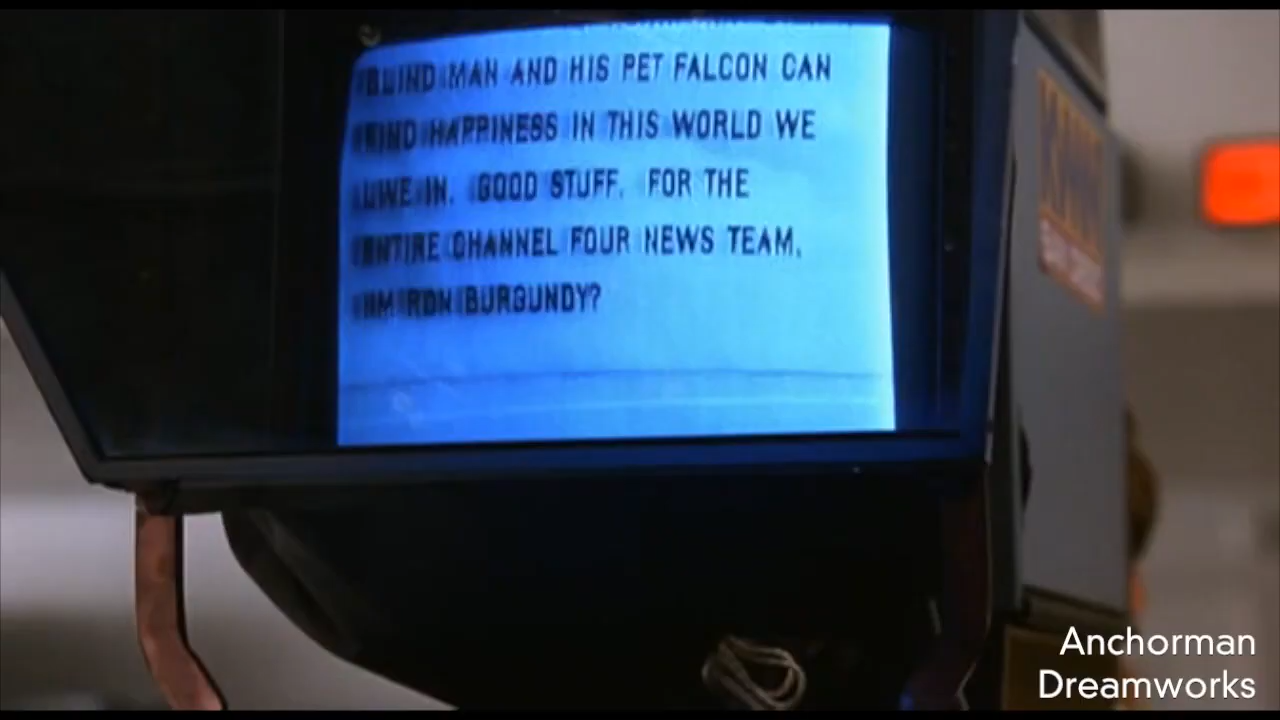 BLIND MAN AND HIS PET FALCON CAN
FIND HAPPINESS IN THIS WORLD WE
LIVE IN. GOOD STUFF. FOR THE
ENTIRE CHANNEL FOUR NEWS TEAM,
I'M RON BURGUNDY?
Anchorman
Dreamworks